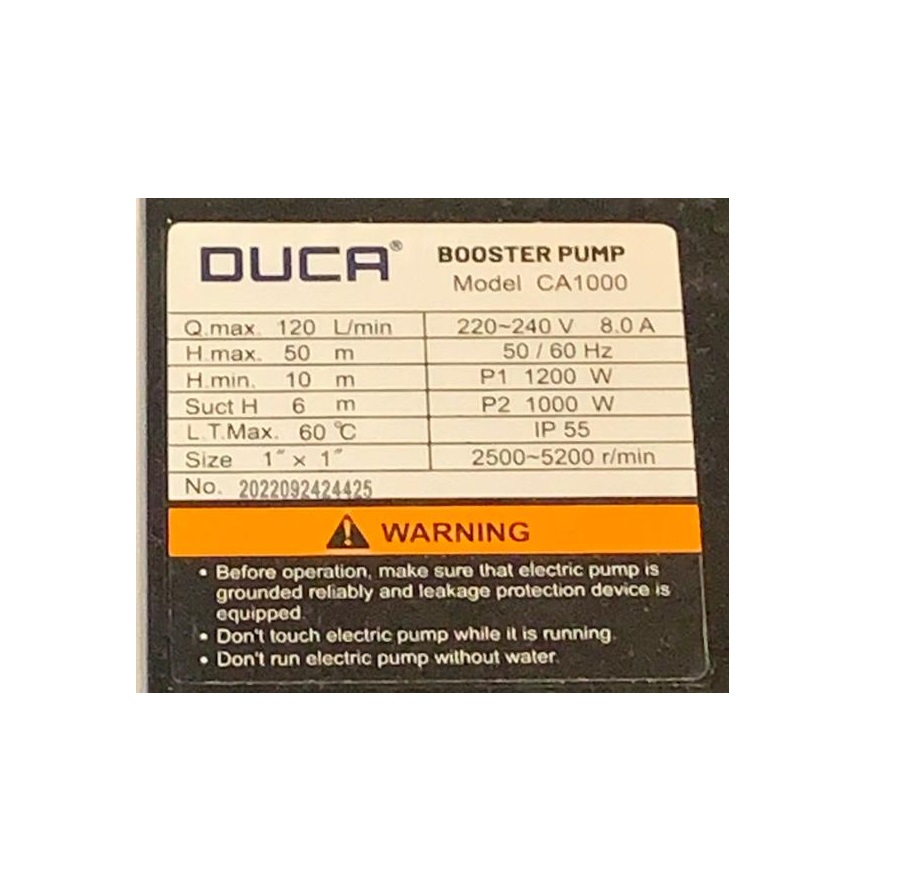 DUCA® BOOSTER PUMP
Model CA1000
Q.max. 120 L/min 220~240 V 8.0 A
H.max. 50 m 50 / 60 Hz
H.min. 10 m P1 1200 W
Suct H 6 m P2 1000 W
L.T.Max. 60 ℃ IP 55
Size 1″ × 1″ 2500~5200 r/min
No. 2022092424425
⚠ WARNING
• Before operation, make sure that electric pump is
grounded reliably and leakage protection device is
equipped.
• Don't touch electric pump while it is running.
• Don't run electric pump without water.